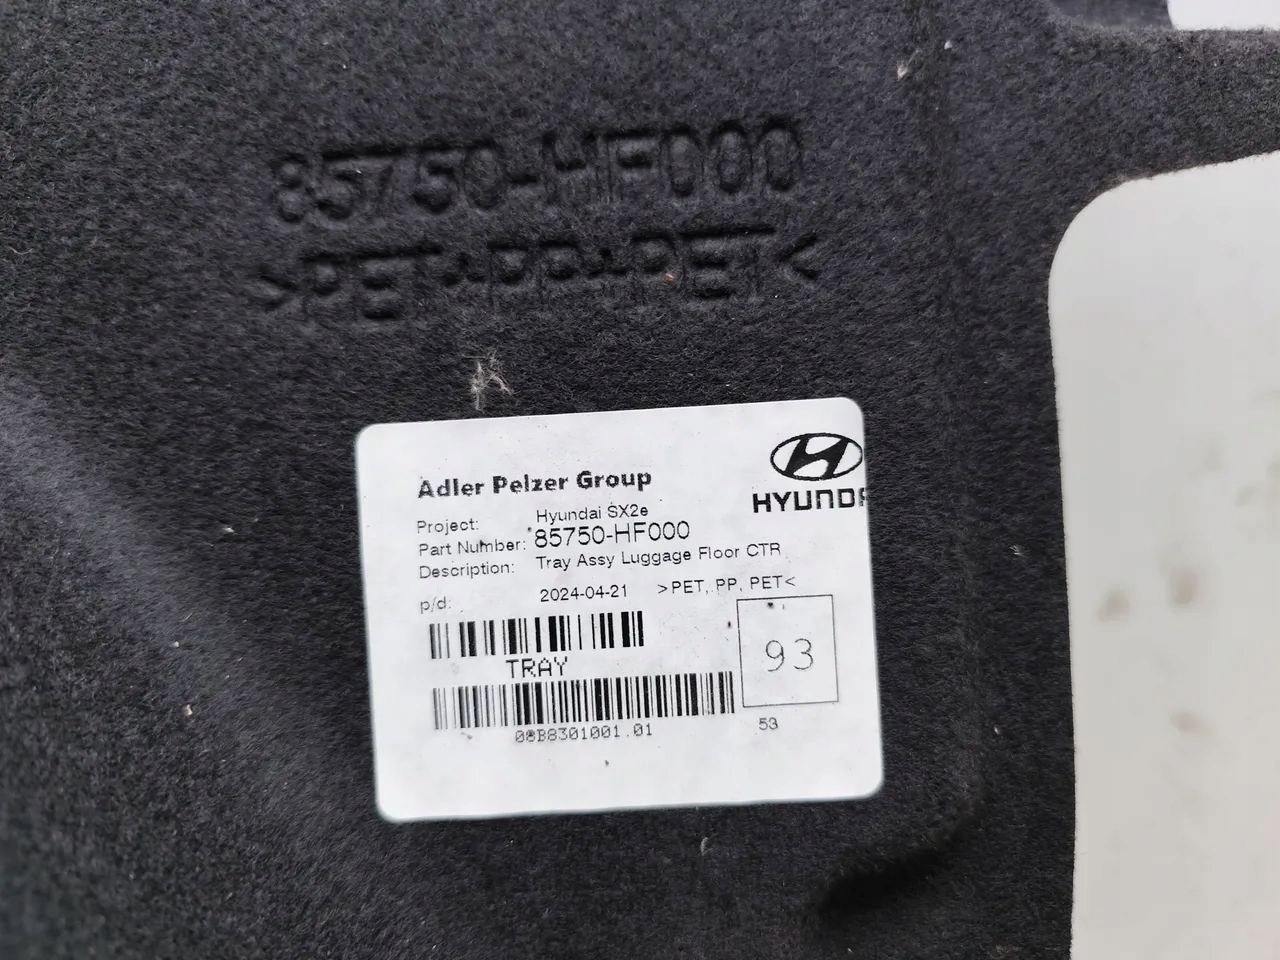 85750-HF000
>PET+PP+PET<
Adler Pelzer Group
HYUNDAI
Project: Hyundai SX2e
Part Number: 85750-HF000
Description: Tray Assy Luggage Floor CTR
p/d: 2024-04-21 >PET, PP, PET<
TRAY
93
08B8301001.01
53